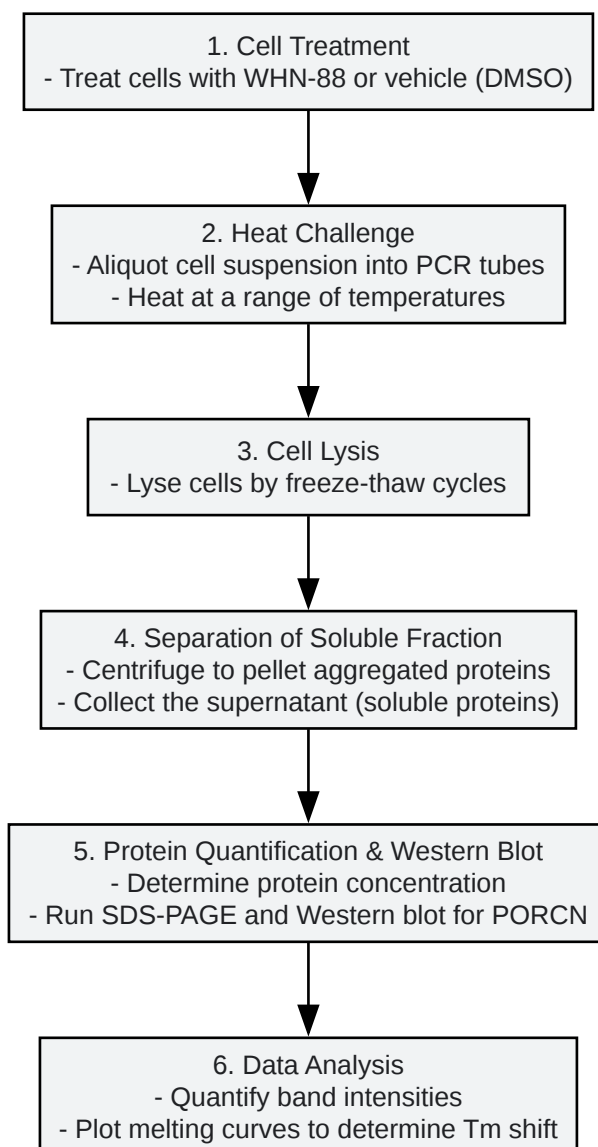 1. Cell Treatment
- Treat cells with WHN-88 or vehicle (DMSO)
2. Heat Challenge
- Aliquot cell suspension into PCR tubes
- Heat at a range of temperatures
3. Cell Lysis
- Lyse cells by freeze-thaw cycles
4. Separation of Soluble Fraction
- Centrifuge to pellet aggregated proteins
- Collect the supernatant (soluble proteins)
5. Protein Quantification & Western Blot
- Determine protein concentration
- Run SDS-PAGE and Western blot for PORCN
6. Data Analysis
- Quantify band intensities
- Plot melting curves to determine Tm shift